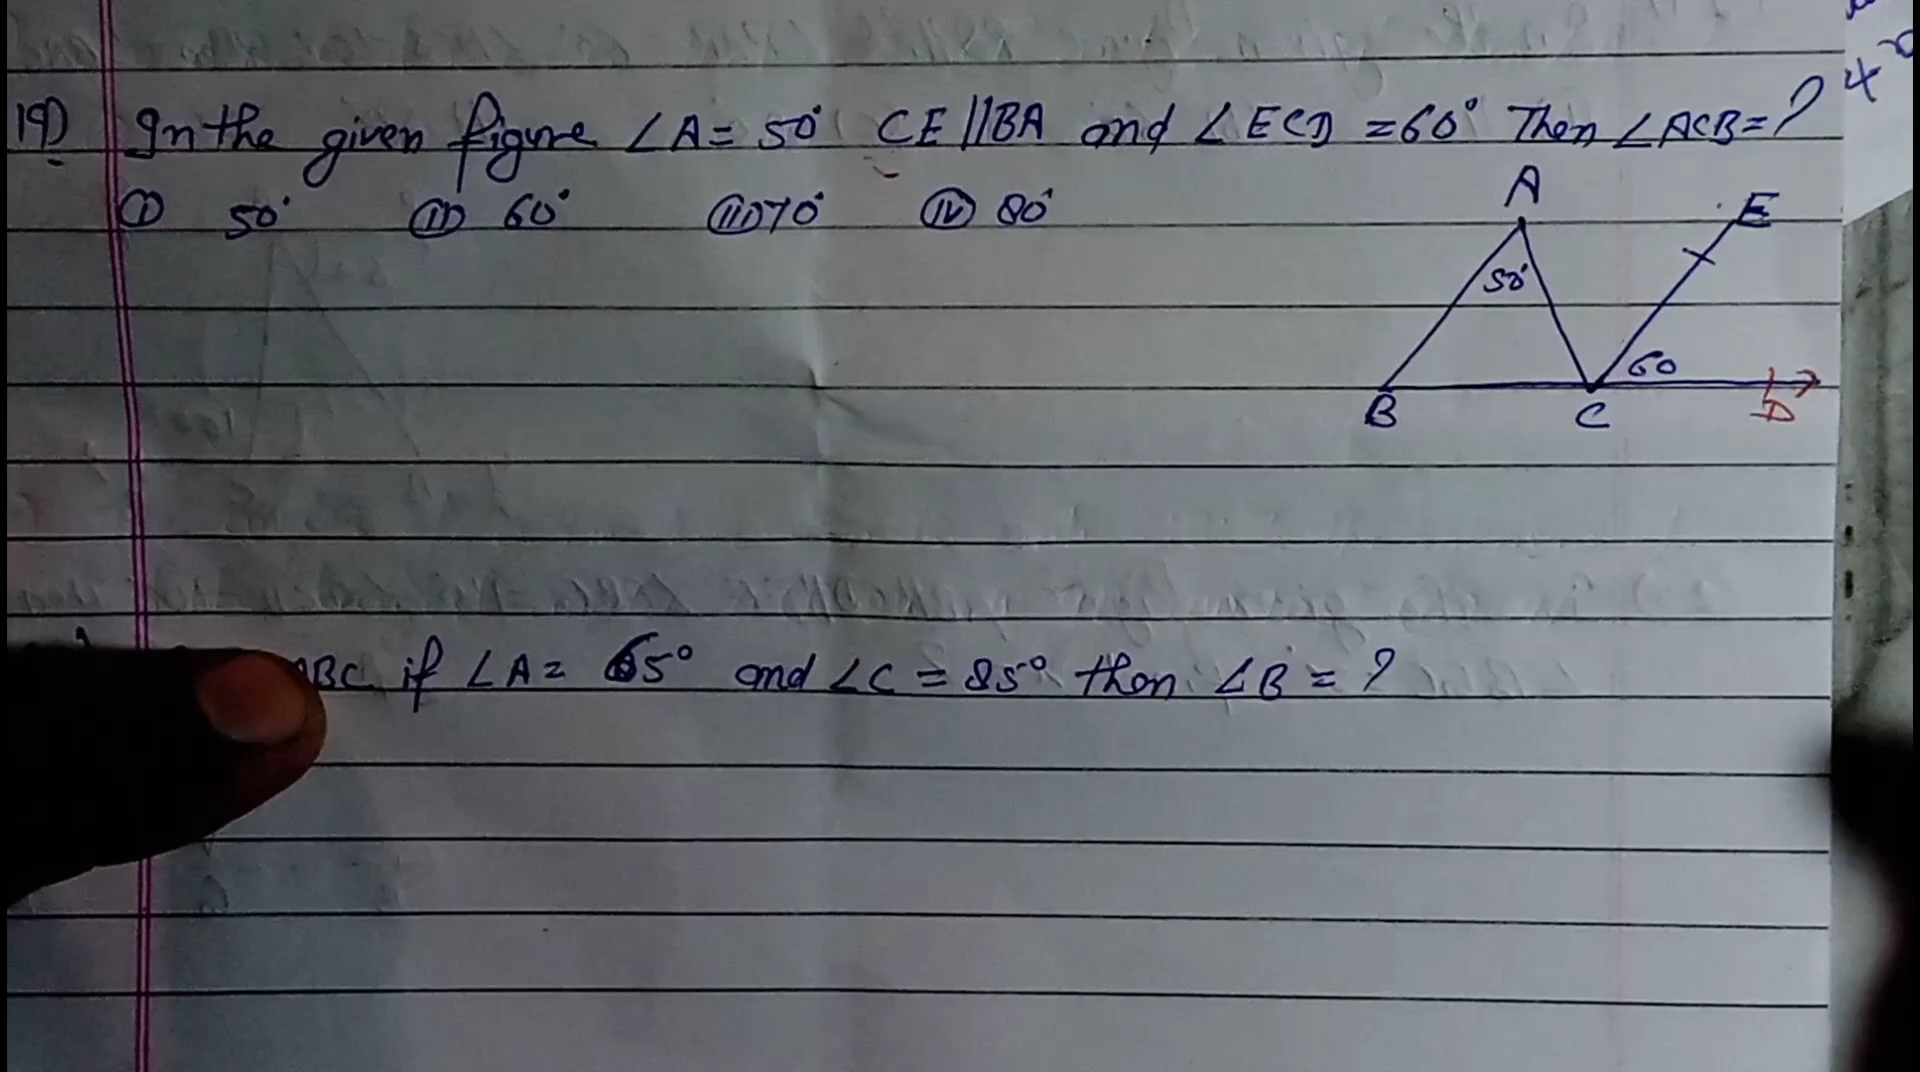 19) In the given figure ∠A = 50° CE || BA and ∠ECD = 60° Then ∠ACB = ?
(I) 50° (II) 60° (III) 70° (IV) 80°
A
E
50°
60
B
C
D
ABC if ∠A = 65° and ∠C = 85° then ∠B = ?